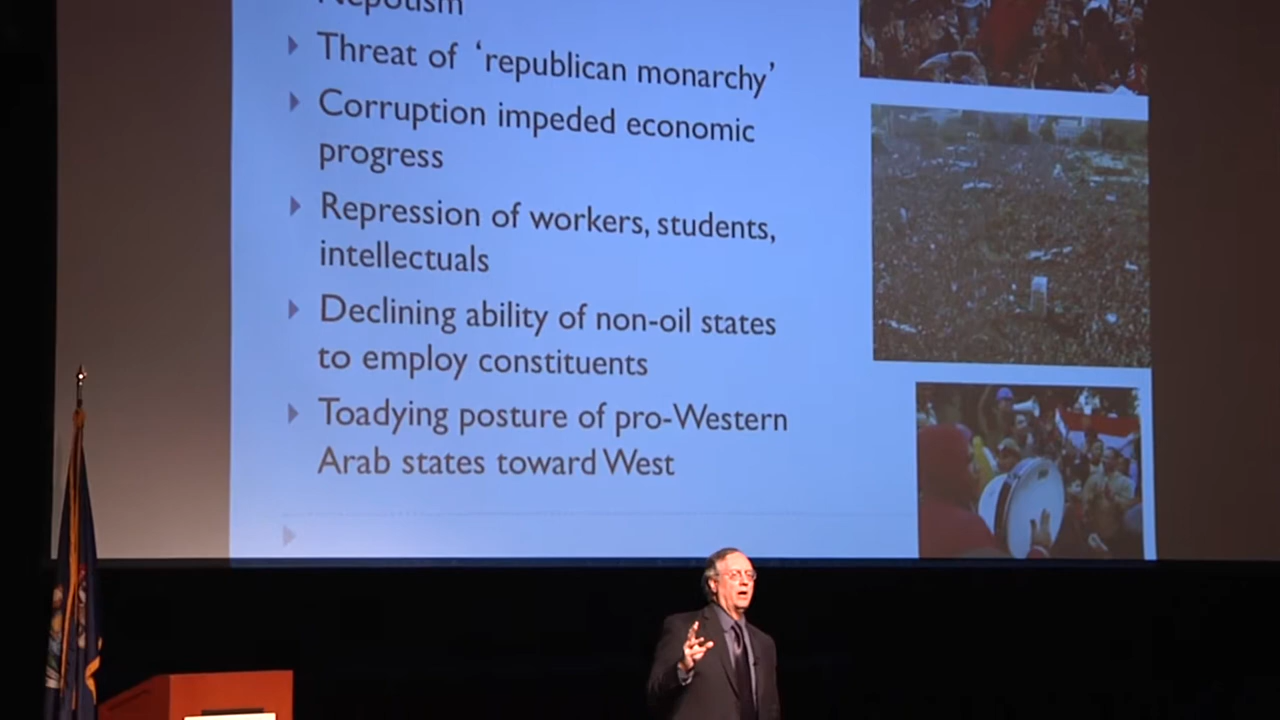 Nepotism
Threat of ‘republican monarchy’
Corruption impeded economic
progress
Repression of workers, students,
intellectuals
Declining ability of non-oil states
to employ constituents
Toadying posture of pro-Western
Arab states toward West